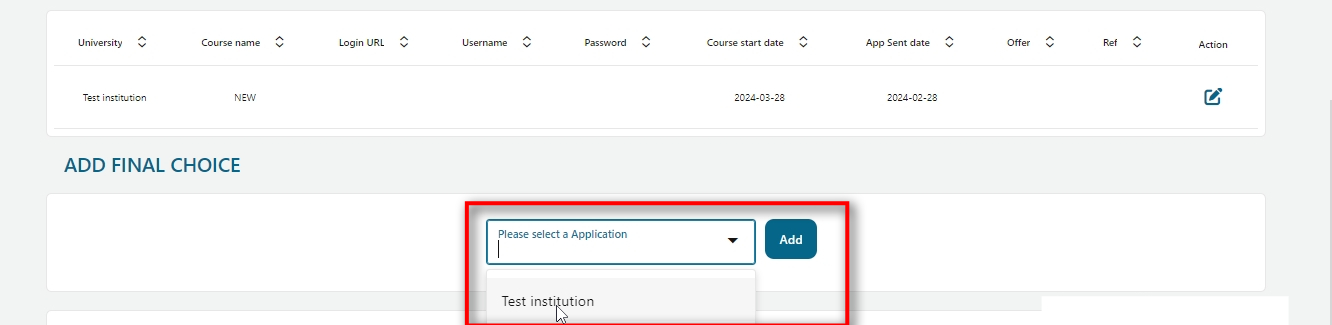 University Course name Login URL Username Password Course start date App Sent date Offer Ref Action
Test institution NEW 2024-03-28 2024-02-28
ADD FINAL CHOICE
Please select a Application
Add
Test institution